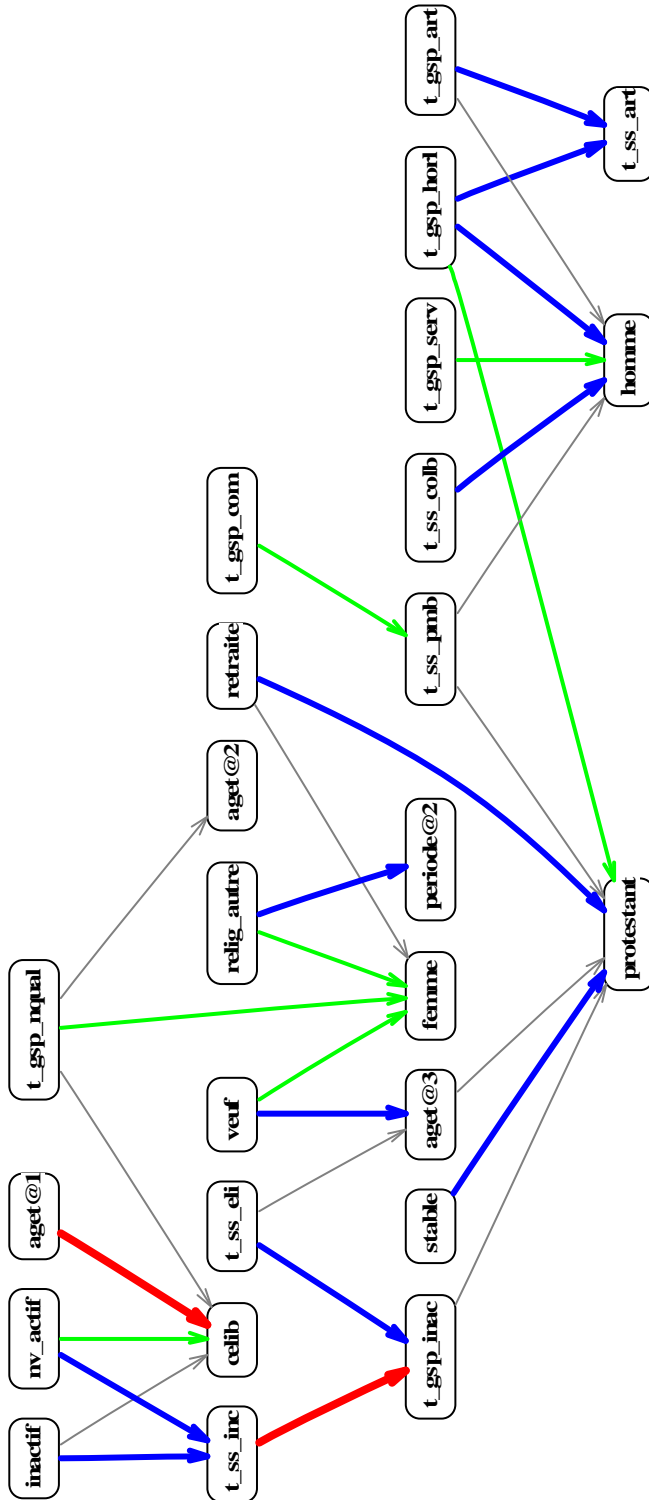 inactif
nv_actif
aget@1
t_gsp_nqual
t_ss_inc
celib
t_ss_eli
veuf
relig_autre
aget@2
retraite
t_gsp_com
t_gsp_inac
stable
aget@3
femme
periode@2
t_ss_pmb
t_ss_collb
t_gsp_serv
t_gsp_horl
t_gsp_art
protestant
homme
t_ss_art